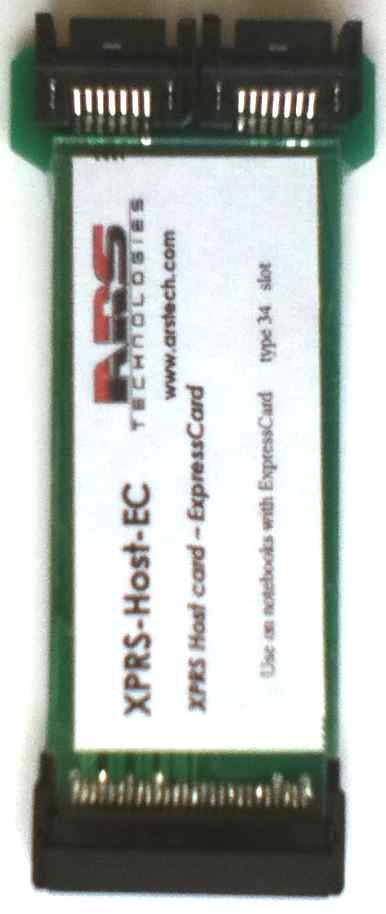 XPRS-Host-EC
ARS
TECHNOLOGIES
www.arstech.com
XPRS Host card – ExpressCard
Use on notebooks with ExpressCard type 34 slot